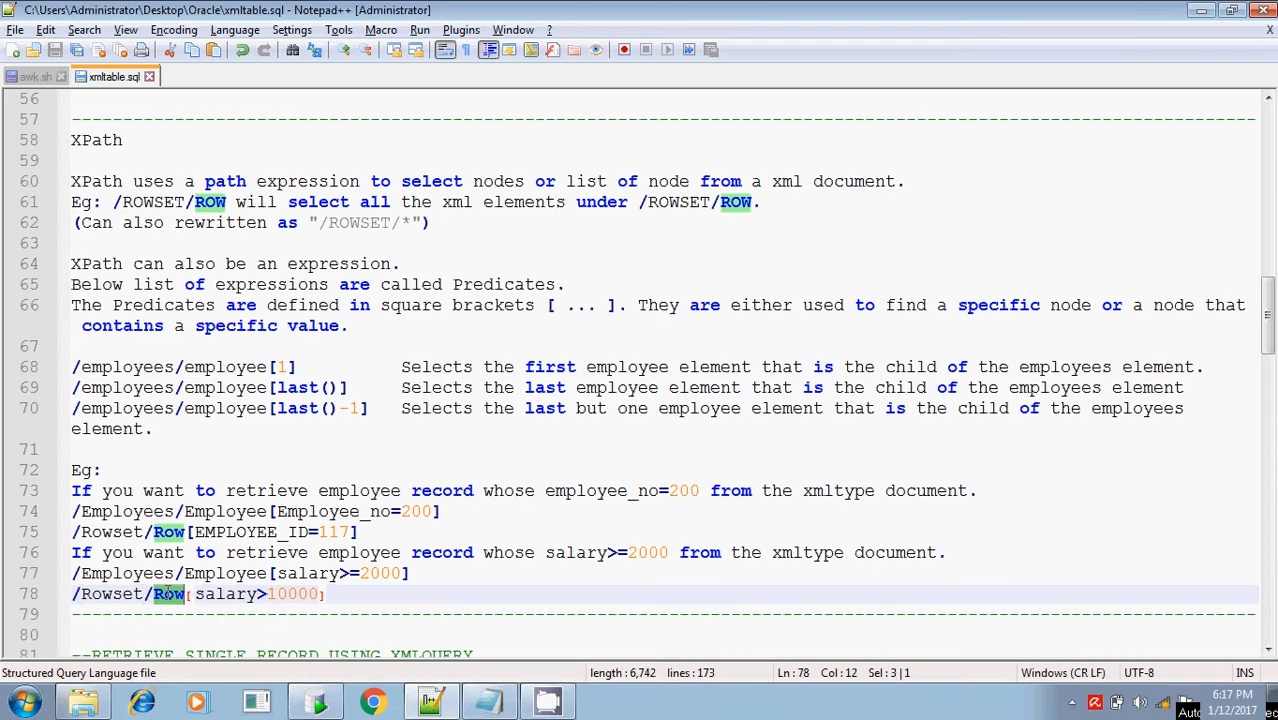 C:\Users\Administrator\Desktop\Oracle\xmltable.sql - Notepad++ [Administrator]
File Edit Search View Encoding Language Settings Tools Macro Run Plugins Window ?
X
awk.sh xmltable.sql
56
57 ------------------------------------------------------------------------------------------------------------------
58 XPath
59
60 XPath uses a path expression to select nodes or list of node from a xml document.
61 Eg: /ROWSET/ROW will select all the xml elements under /ROWSET/ROW.
62 (Can also rewritten as "/ROWSET/*")
63
64 XPath can also be an expression.
65 Below list of expressions are called Predicates.
66 The Predicates are defined in square brackets [ ... ]. They are either used to find a specific node or a node that
contains a specific value.
67
68 /employees/employee[1] Selects the first employee element that is the child of the employees element.
69 /employees/employee[last()] Selects the last employee element that is the child of the employees element
70 /employees/employee[last()-1] Selects the last but one employee element that is the child of the employees
element.
71
72 Eg:
73 If you want to retrieve employee record whose employee_no=200 from the xmltype document.
74 /Employees/Employee[Employee_no=200]
75 /Rowset/Row[EMPLOYEE_ID=117]
76 If you want to retrieve employee record whose salary>=2000 from the xmltype document.
77 /Employees/Employee[salary>=2000]
78 /Rowset/Row[salary>10000]
79 ------------------------------------------------------------------------------------------------------------------
80
81 --RETRIEVE SINGLE RECORD USING XMLQUERY
Structured Query Language file length : 6,742 lines : 173 Ln : 78 Col : 12 Sel : 3 | 1 Windows (CR LF) UTF-8 INS
6:17 PM
1/12/2017